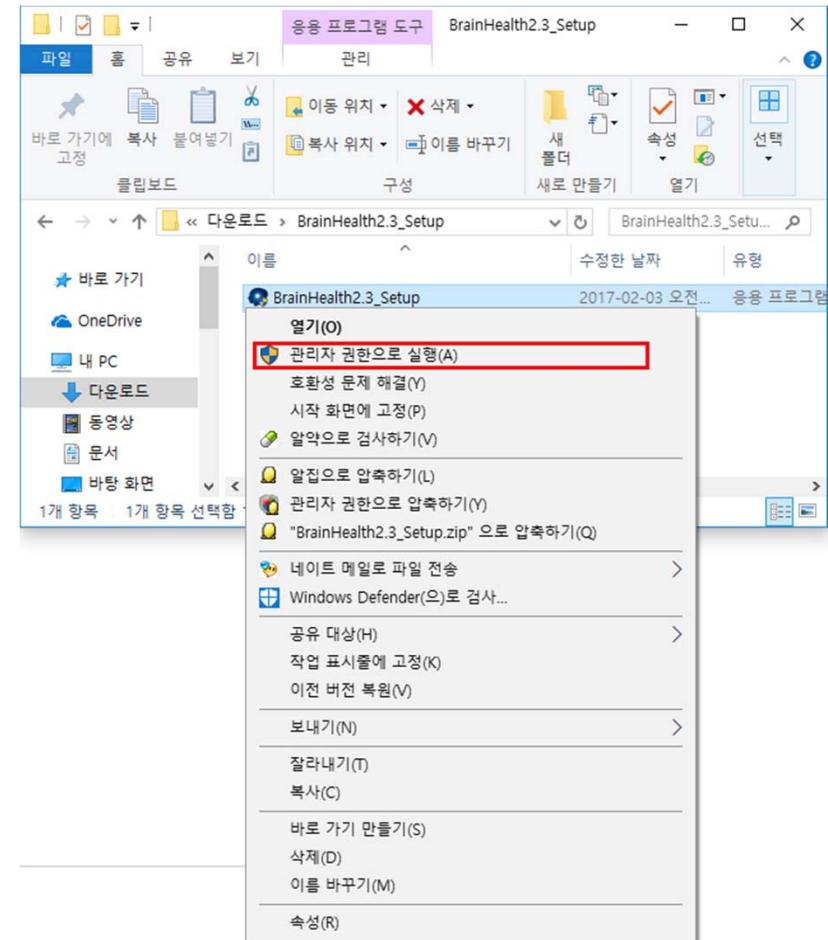 응용 프로그램 도구 BrainHealth2.3_Setup
파일 홈 공유 보기 관리
바로 가기에 고정
복사
붙여넣기
클립보드
이동 위치 삭제
복사 위치 이름 바꾸기
구성
새 폴더
새로 만들기
속성
열기
선택
« 다운로드 › BrainHealth2.3_Setup BrainHealth2.3_Setu...
이름 수정한 날짜 유형
바로 가기
OneDrive
내 PC
다운로드
동영상
문서
바탕 화면
BrainHealth2.3_Setup 2017-02-03 오전... 응용 프로그램
1개 항목 1개 항목 선택함
열기(O)
관리자 권한으로 실행(A)
호환성 문제 해결(Y)
시작 화면에 고정(P)
알약으로 검사하기(V)
알집으로 압축하기(L)
관리자 권한으로 압축하기(Y)
"BrainHealth2.3_Setup.zip" 으로 압축하기(Q)
네이트 메일로 파일 전송
Windows Defender(으)로 검사...
공유 대상(H)
작업 표시줄에 고정(K)
이전 버전 복원(V)
보내기(N)
잘라내기(T)
복사(C)
바로 가기 만들기(S)
삭제(D)
이름 바꾸기(M)
속성(R)